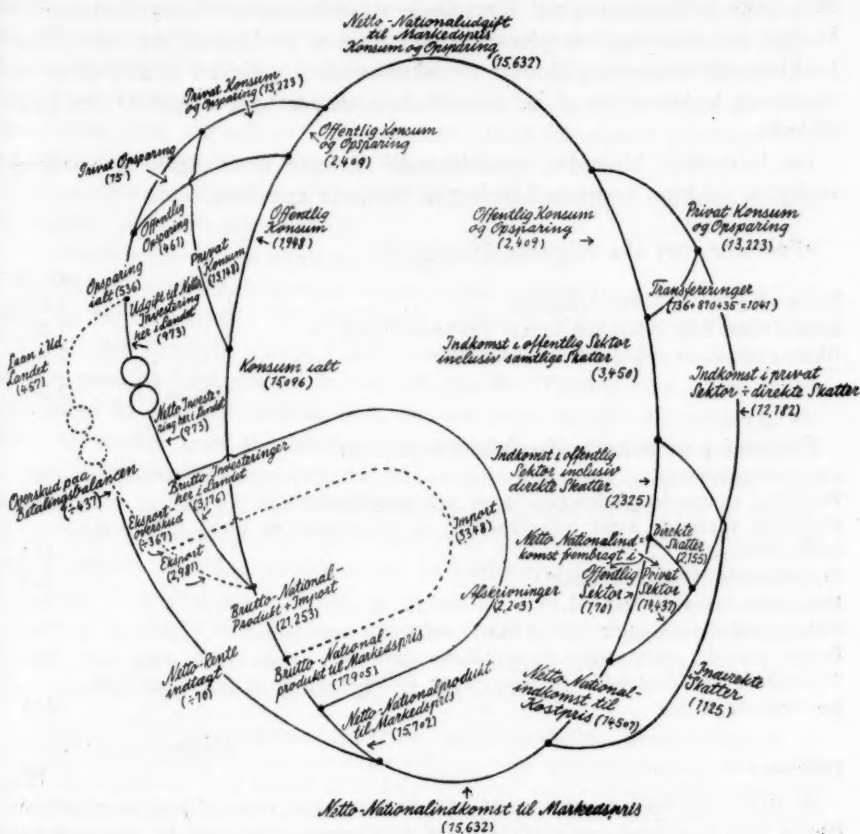 Netto-Nationaludgift
til Markedspris
Konsum og Opsparing
(15,632)
Privat Konsum
og Opsparing (13,223)
Privat Opsparing
(75)
Offentlig Konsum
og Opsparing
(2,409)
Offentlig
Opsparing
(461)
Offentlig
Konsum
(1,948)
Privat
Konsum
(13,148)
Offentlig Konsum
og Opsparing
(2,409)
Privat Konsum
og Opsparing
(13,223)
Opsparing
ialt (536)
Udgift til Netto
Investering
her i Landet
(973)
Transfereringer
(136+870+35=1041)
Laan i Ud-
Landet
(457)
Konsum ialt
(15,096)
Indkomst i offentlig Sektor
inclusiv samtlige Skatter
(3,450)
Indkomst i privat
Sektor ÷ direkte Skatter
(12,182)
Netto Invest-
ring her i Landet
(973)
Overskud paa
Betalingsbalancen
(÷437)
Brutto Investeringer
her i Landet
(3,176)
Indkomst i offentlig
Sektor inclusiv
direkte Skatter
(2,325)
Eksport
overskud
(÷367)
Eksport
(2,981)
Import
(3348)
Netto Nationalind-
komst frembragt i
Offentlig
Sektor
(170)
Privat
Sektor
(14,437)
Direkte
Skatter
(2,155)
Afskrivninger
(2,203)
Brutto-National
Produkt + Import
(21,253)
Brutto-National-
produkt til Markedspris
(17,905)
Netto-Rente
indtægt
(÷70)
Netto-Nationalprodukt
til Markedspris
(15,702)
Netto-National-
indkomst til
Kostpris
(14,507)
Indirekte
Skatter
(1,125)
Netto-Nationalindkomst til Markedspris
(15,632)